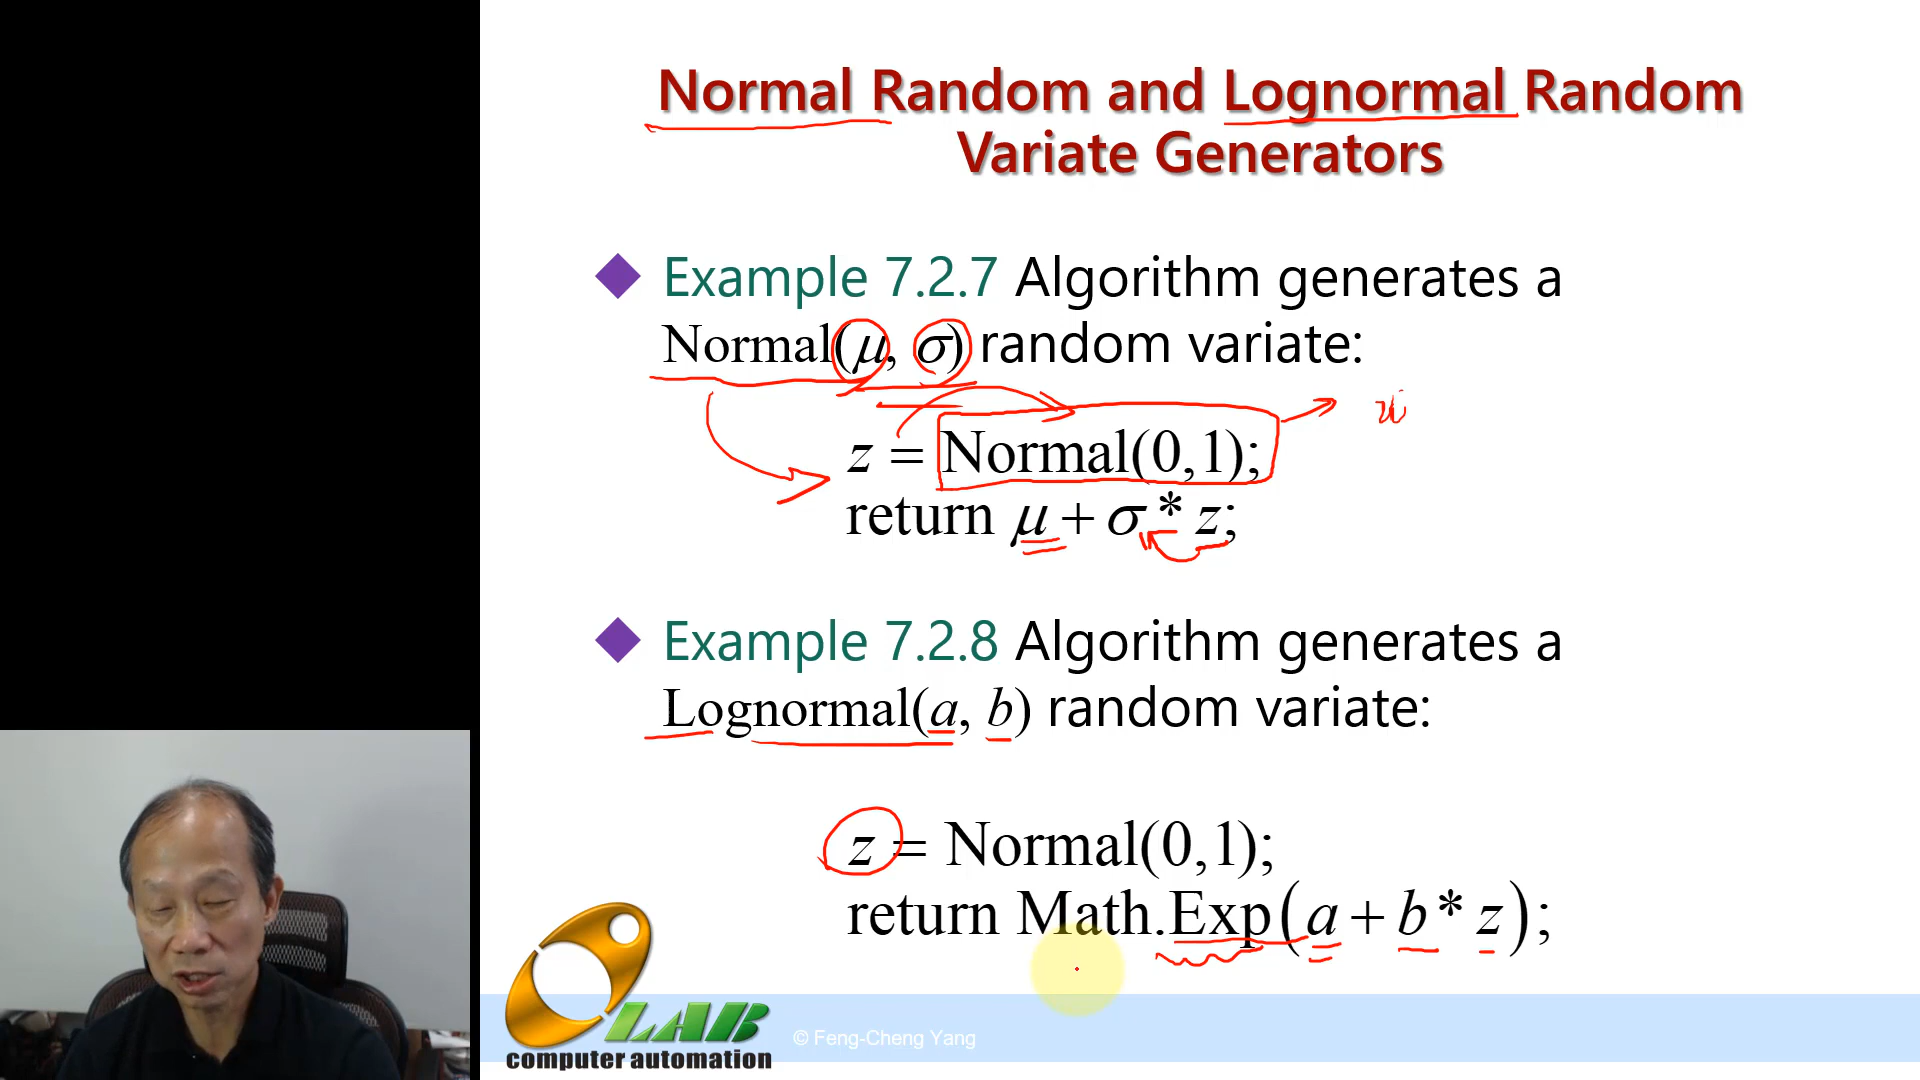 Normal Random and Lognormal Random
Variate Generators
Example 7.2.7 Algorithm generates a
Normal(μ, σ) random variate:
z = Normal(0,1);
return μ + σ * z;
Example 7.2.8 Algorithm generates a
Lognormal(a, b) random variate:
z = Normal(0,1);
return Math.Exp(a + b * z);
LAB
computer automation
© Feng-Cheng Yang